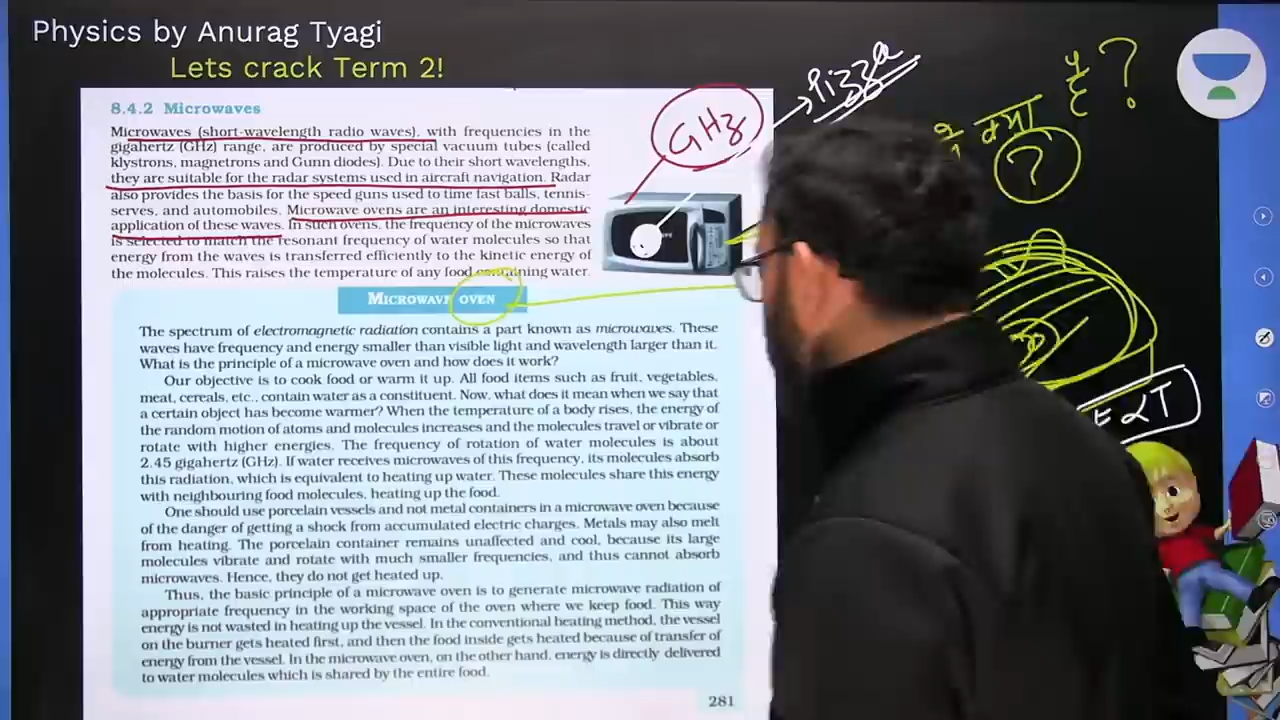 Physics by Anurag Tyagi
Lets crack Term 2!
8.4.2 Microwaves
Microwaves (short-wavelength radio waves), with frequencies in the
gigahertz (GHz) range, are produced by special vacuum tubes (called
klystrons, magnetrons and Gunn diodes). Due to their short wavelengths,
they are suitable for the radar systems used in aircraft navigation. Radar
also provides the basis for the speed guns used to time fast balls, tennis-
serves, and automobiles. Microwave ovens are an interesting domestic
application of these waves. In such ovens, the frequency of the microwaves
is selected to match the resonant frequency of water molecules so that
energy from the waves is transferred efficiently to the kinetic energy of
the molecules. This raises the temperature of any food containing water.
GHz
Pizza
क्या है ?
?
E α T
MICROWAVE OVEN
The spectrum of electromagnetic radiation contains a part known as microwaves. These
waves have frequency and energy smaller than visible light and wavelength larger than it.
What is the principle of a microwave oven and how does it work?
Our objective is to cook food or warm it up. All food items such as fruit, vegetables,
meat, cereals, etc., contain water as a constituent. Now, what does it mean when we say that
a certain object has become warmer? When the temperature of a body rises, the energy of
the random motion of atoms and molecules increases and the molecules travel or vibrate or
rotate with higher energies. The frequency of rotation of water molecules is about
2.45 gigahertz (GHz). If water receives microwaves of this frequency, its molecules absorb
this radiation, which is equivalent to heating up water. These molecules share this energy
with neighbouring food molecules, heating up the food.
One should use porcelain vessels and not metal containers in a microwave oven because
of the danger of getting a shock from accumulated electric charges. Metals may also melt
from heating. The porcelain container remains unaffected and cool, because its large
molecules vibrate and rotate with much smaller frequencies, and thus cannot absorb
microwaves. Hence, they do not get heated up.
Thus, the basic principle of a microwave oven is to generate microwave radiation of
appropriate frequency in the working space of the oven where we keep food. This way
energy is not wasted in heating up the vessel. In the conventional heating method, the vessel
on the burner gets heated first, and then the food inside gets heated because of transfer of
energy from the vessel. In the microwave oven, on the other hand, energy is directly delivered
to water molecules which is shared by the entire food.
281